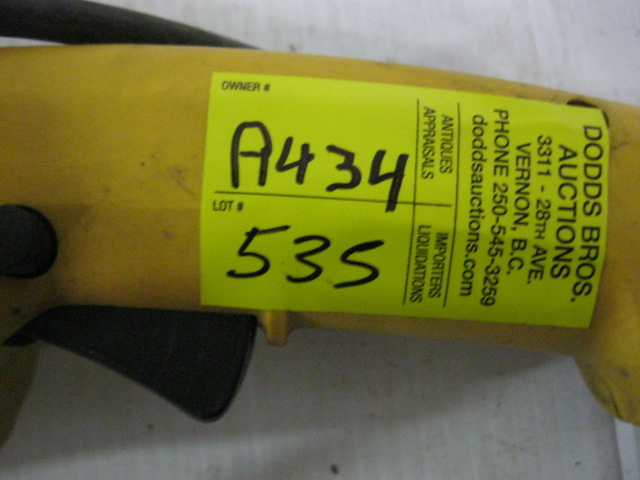 OWNER #
A434
LOT #
535
ANTIQUES
APPRAISALS
IMPORTERS
LIQUIDATIONS
DODDS BROS.
AUCTIONS
3311 - 28TH AVE.
VERNON, B.C.
PHONE 250-545-3259
doddsauctions.com